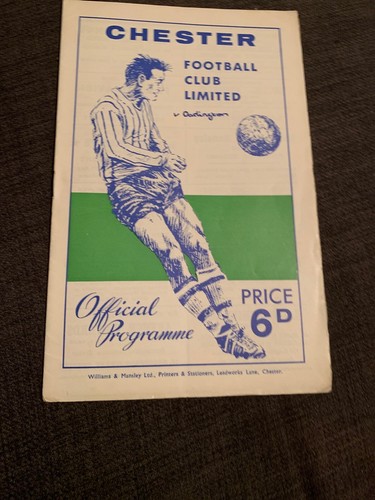 CHESTER
FOOTBALL
CLUB
LIMITED
v Darlington
Official
Programme
PRICE
6D
Williams & Mansley Ltd., Printers & Stationers, Leadworks Lane, Chester.